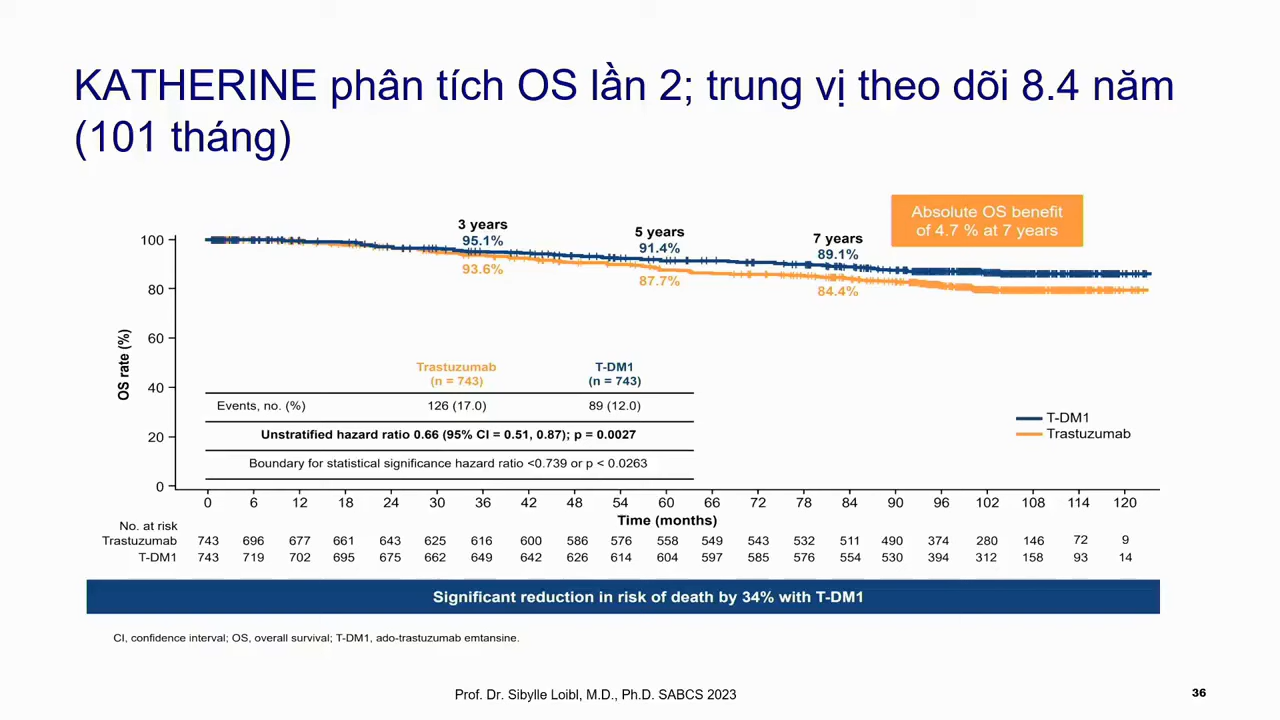 KATHERINE phân tích OS lần 2; trung vị theo dõi 8.4 năm
(101 tháng)
Absolute OS benefit
of 4.7 % at 7 years
3 years
95.1%
93.6%
5 years
91.4%
87.7%
7 years
89.1%
84.4%
OS rate (%)
100
80
60
40
20
0
Trastuzumab
(n = 743)
T-DM1
(n = 743)
Events, no. (%) 126 (17.0) 89 (12.0)
Unstratified hazard ratio 0.66 (95% CI = 0.51, 0.87); p = 0.0027
Boundary for statistical significance hazard ratio <0.739 or p < 0.0263
T-DM1
Trastuzumab
0 6 12 18 24 30 36 42 48 54 60 66 72 78 84 90 96 102 108 114 120
Time (months)
No. at risk
Trastuzumab 743 696 677 661 643 625 616 600 586 576 558 549 543 532 511 490 374 280 146 72 9
T-DM1 743 719 702 695 675 662 649 642 626 614 604 597 585 576 554 530 394 312 158 93 14
Significant reduction in risk of death by 34% with T-DM1
CI, confidence interval; OS, overall survival; T-DM1, ado-trastuzumab emtansine.
Prof. Dr. Sibylle Loibl, M.D., Ph.D. SABCS 2023
36